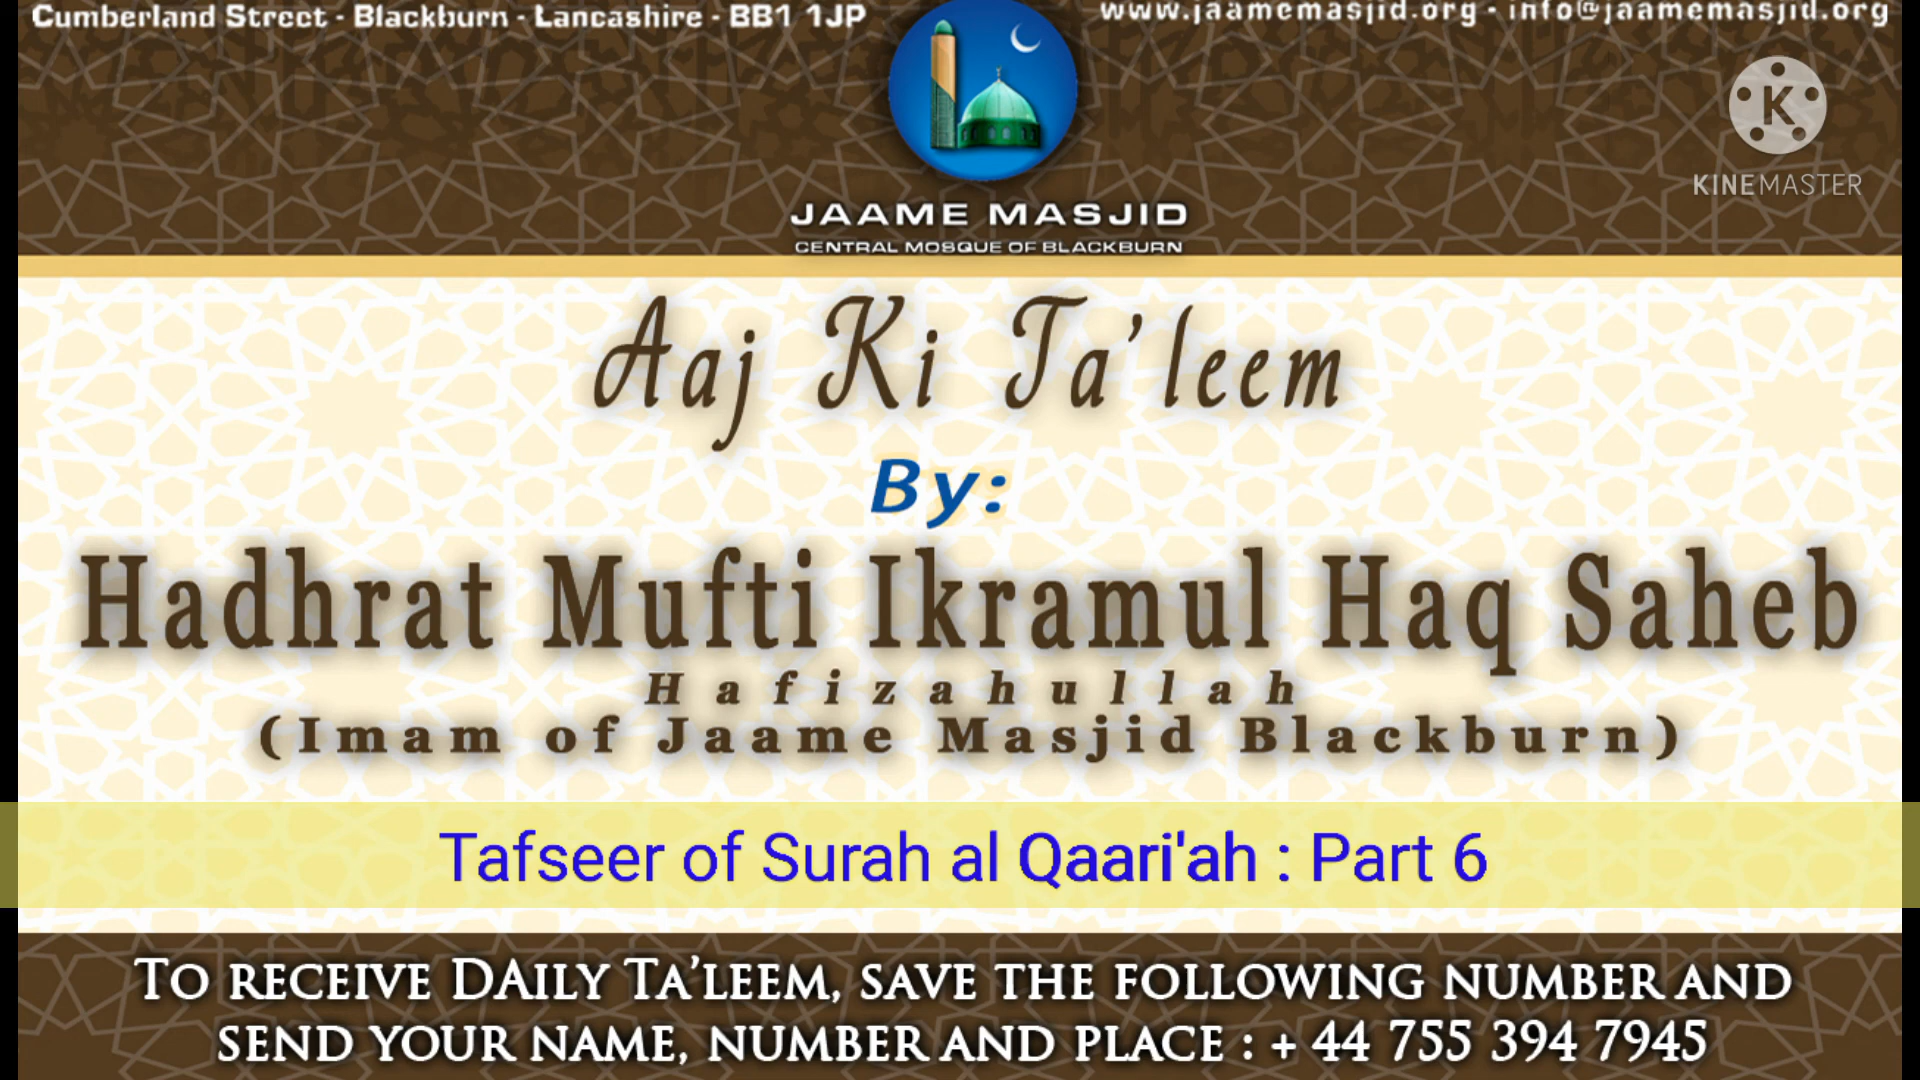 Cumberland Street - Blackburn - Lancashire - BB1 1JP
www.jaamemasjid.org - info@jaamemasjid.org
K
KINEMASTER
JAAME MASJID
CENTRAL MOSQUE OF BLACKBURN
Aaj Ki Ta'leem
By:
Hadhrat Mufti Ikramul Haq Saheb
Hafizahullah
(Imam of Jaame Masjid Blackburn)
Tafseer of Surah al Qaari'ah : Part 6
TO RECEIVE DAILY TA'LEEM, SAVE THE FOLLOWING NUMBER AND
SEND YOUR NAME, NUMBER AND PLACE : + 44 755 394 7945